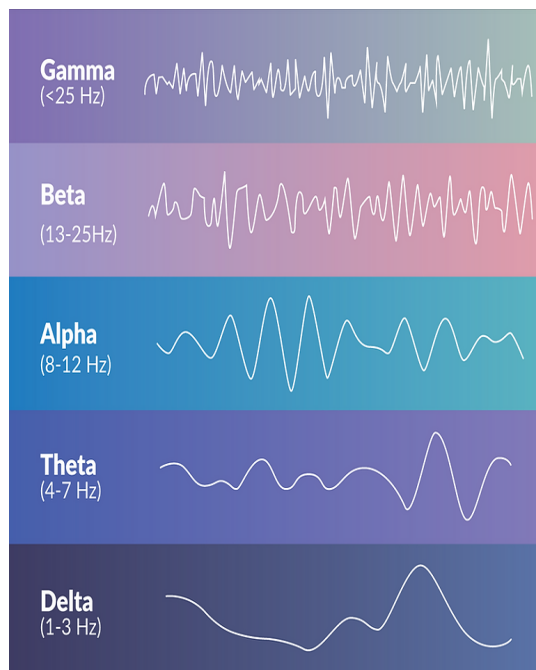 Gamma
(<25 Hz)
Beta
(13-25Hz)
Alpha
(8-12 Hz)
Theta
(4-7 Hz)
Delta
(1-3 Hz)